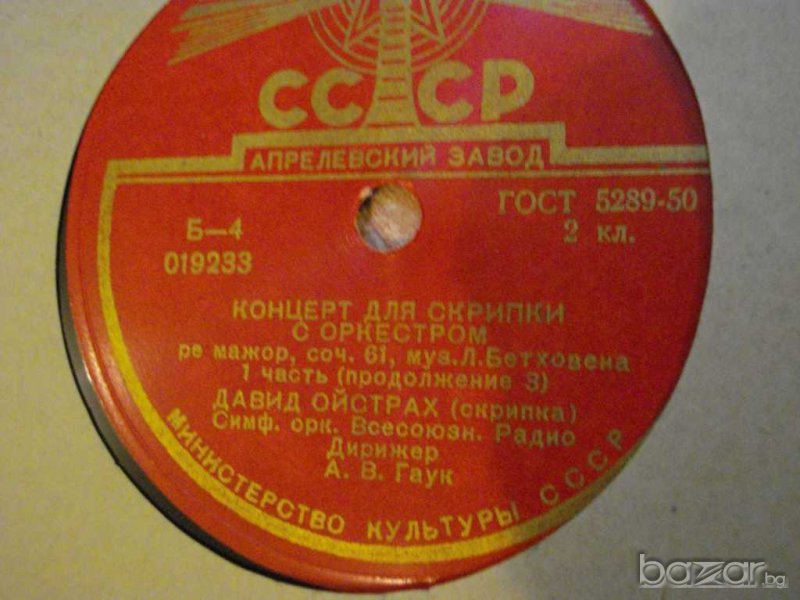 СССР
АПРЕЛЕВСКИЙ ЗАВОД
ГОСТ 5289-50
Б—4
2 кл.
019233
КОНЦЕРТ ДЛЯ СКРИПКИ
С ОРКЕСТРОМ
ре мажор, соч. 61, муз.Л.Бетховена
1 часть (продолжение 3)
ДАВИД ОЙСТРАХ (скрипка)
Симф. орк. Всесоюзн. Радио
Дирижер
А. В. Гаук
МИНИСТЕРСТВО КУЛЬТУРЫ СССР
bazar.bg